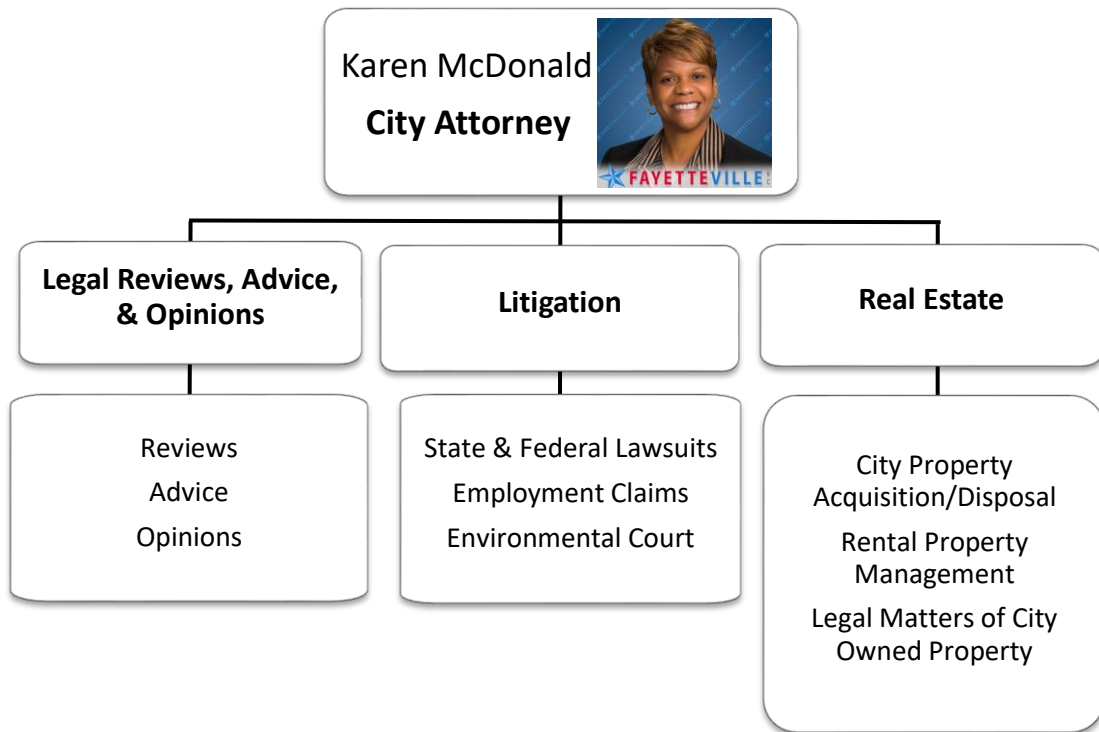 Karen McDonald
City Attorney
FAYETTEVILLE
Legal Reviews, Advice,
& Opinions
Litigation
Real Estate
Reviews
Advice
Opinions
State & Federal Lawsuits
Employment Claims
Environmental Court
City Property
Acquisition/Disposal
Rental Property
Management
Legal Matters of City
Owned Property